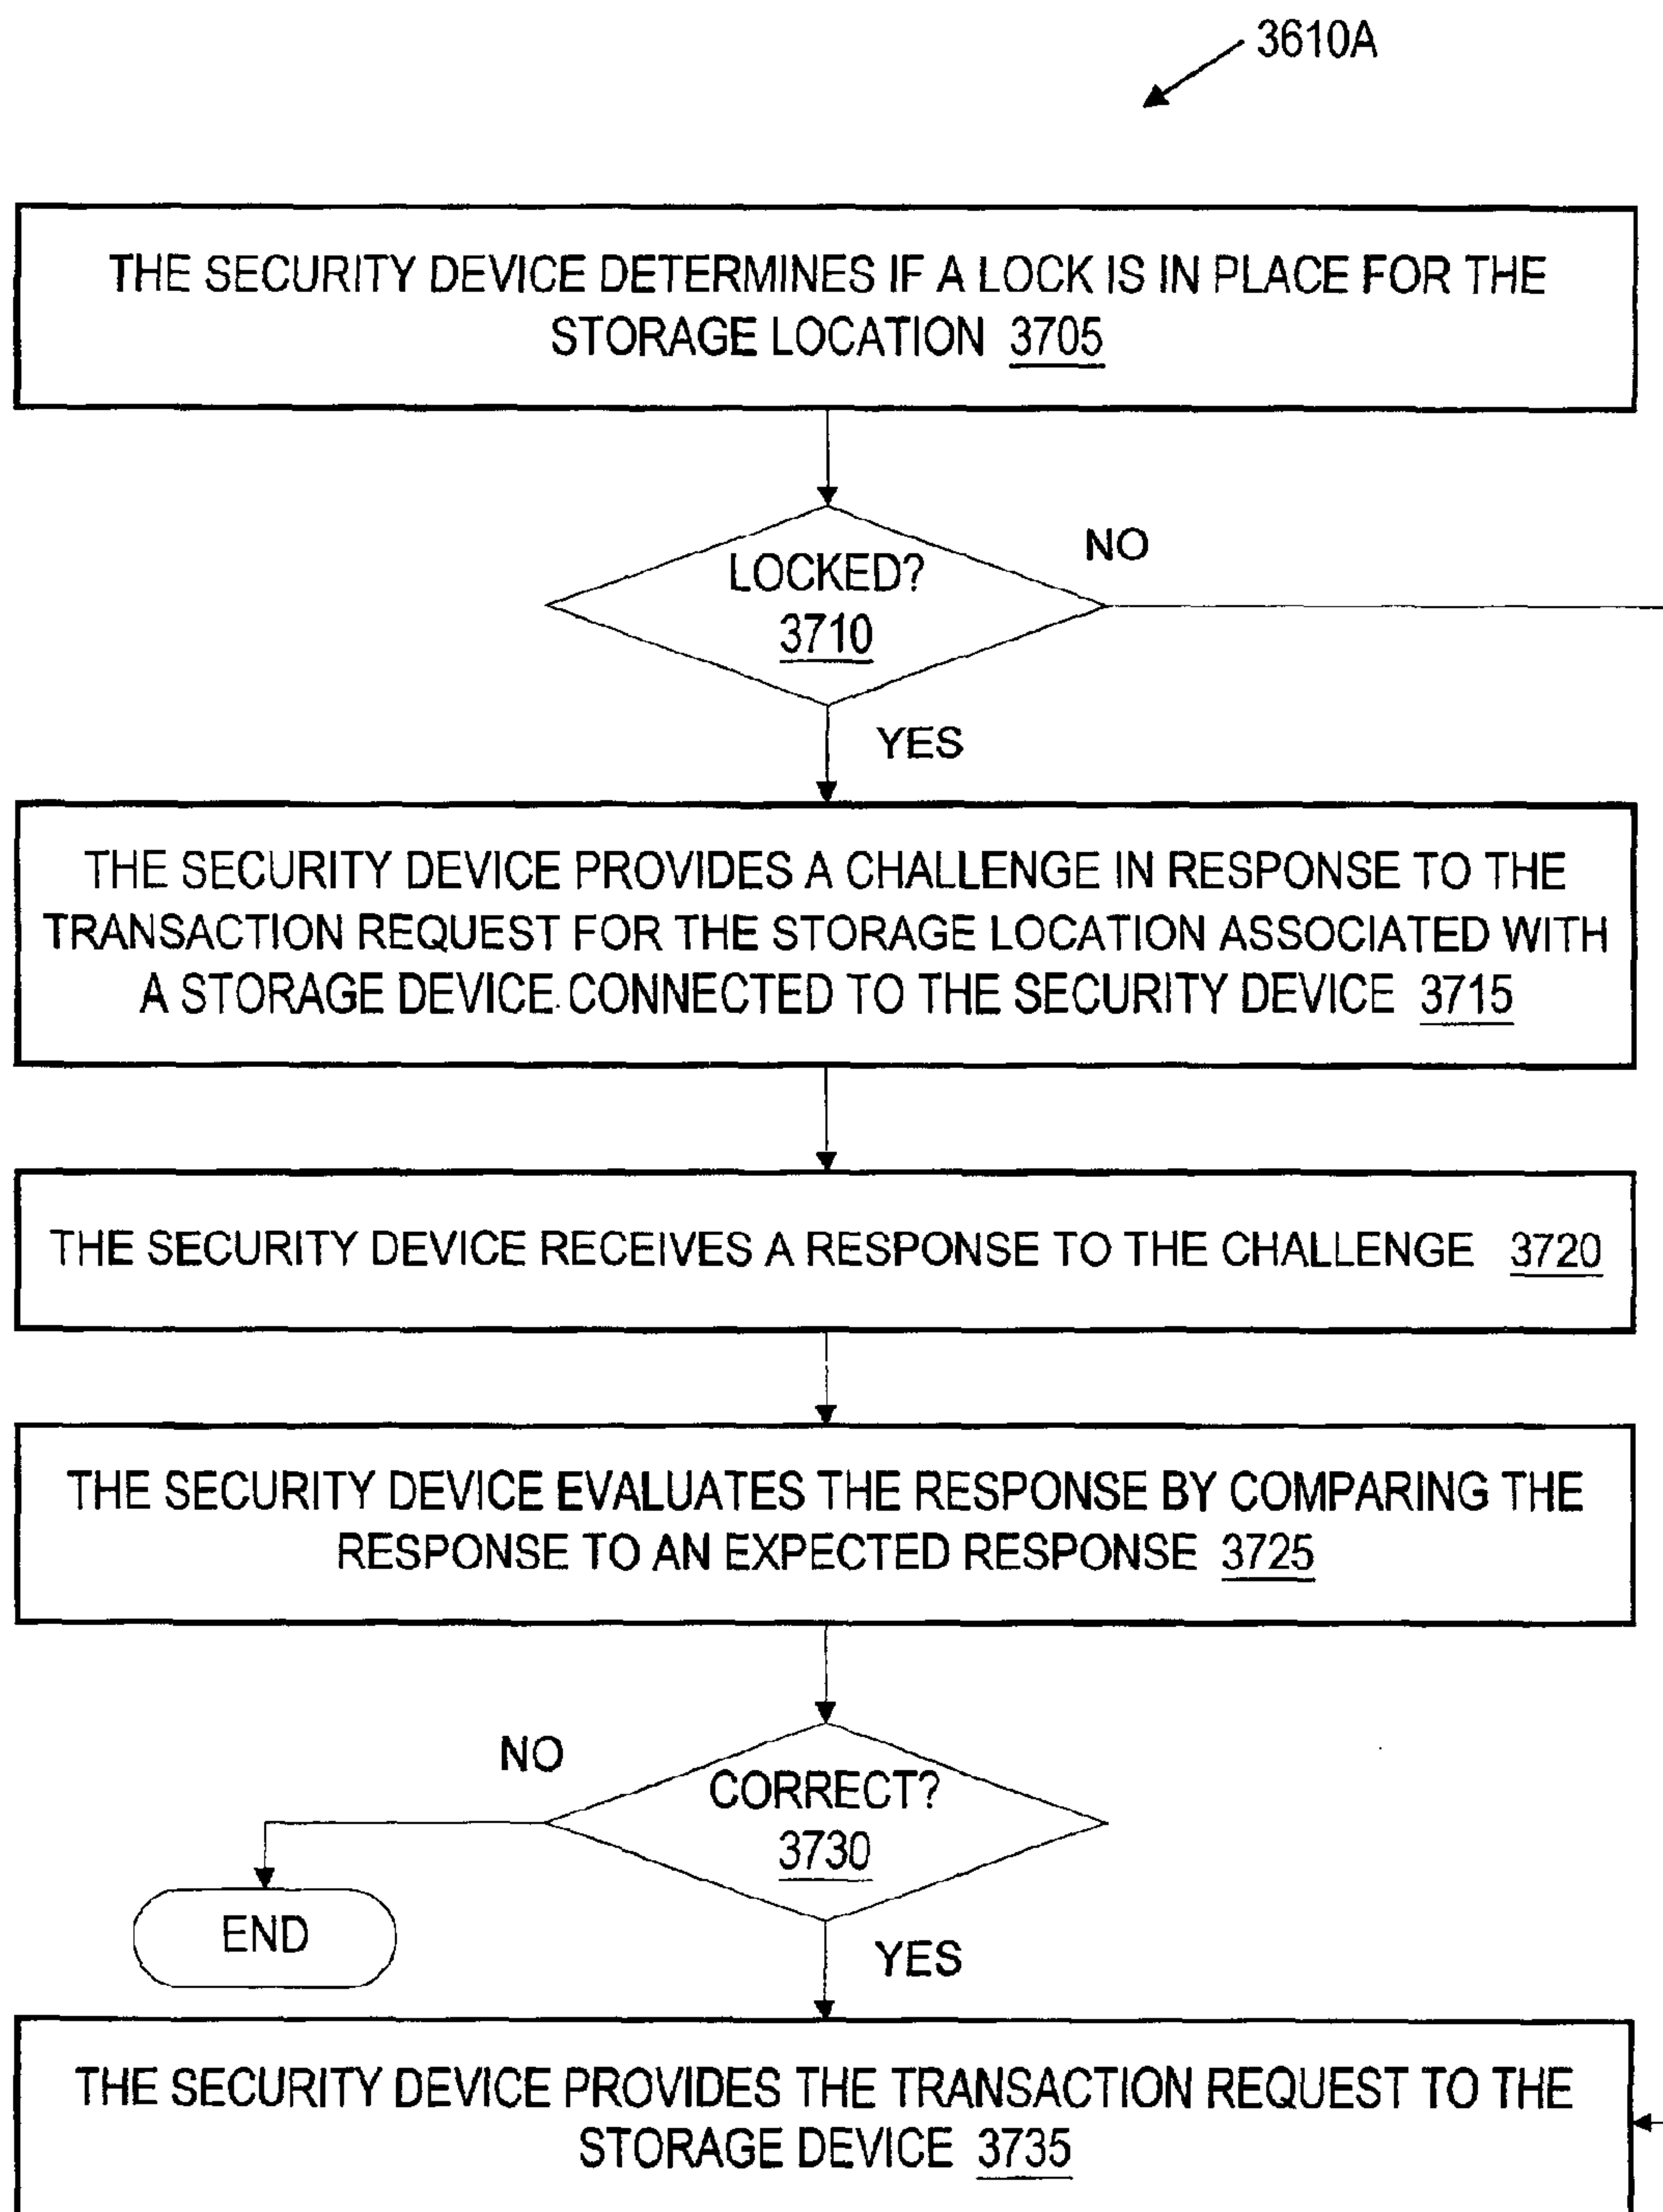 3610A
THE SECURITY DEVICE DETERMINES IF A LOCK IS IN PLACE FOR THE
STORAGE LOCATION 3705
LOCKED?
3710
NO
YES
THE SECURITY DEVICE PROVIDES A CHALLENGE IN RESPONSE TO THE
TRANSACTION REQUEST FOR THE STORAGE LOCATION ASSOCIATED WITH
A STORAGE DEVICE CONNECTED TO THE SECURITY DEVICE 3715
THE SECURITY DEVICE RECEIVES A RESPONSE TO THE CHALLENGE 3720
THE SECURITY DEVICE EVALUATES THE RESPONSE BY COMPARING THE
RESPONSE TO AN EXPECTED RESPONSE 3725
NO
CORRECT?
3730
END
YES
THE SECURITY DEVICE PROVIDES THE TRANSACTION REQUEST TO THE
STORAGE DEVICE 3735